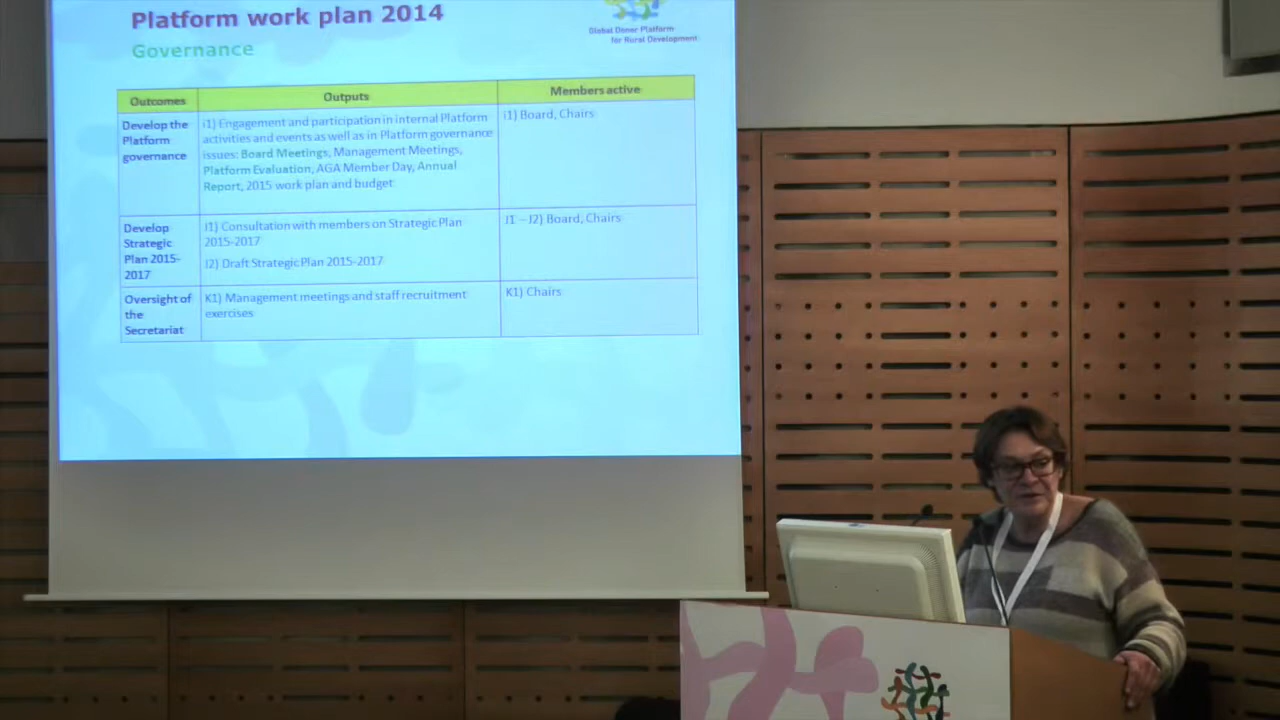 Platform work plan 2014
Governance
Global Donor Platform
for Rural Development
Outcomes
Outputs
Members active
Develop the
Platform
governance
i1) Engagement and participation in internal Platform
activities and events as well as in Platform governance
issues: Board Meetings, Management Meetings,
Platform Evaluation, AGA Member Day, Annual
Report, 2015 work plan and budget
i1) Board, Chairs
Develop
Strategic
Plan 2015-
2017
J1) Consultation with members on Strategic Plan
2015-2017
J2) Draft Strategic Plan 2015-2017
J1 – J2) Board, Chairs
Oversight of
the
Secretariat
K1) Management meetings and staff recruitment
exercises
K1) Chairs